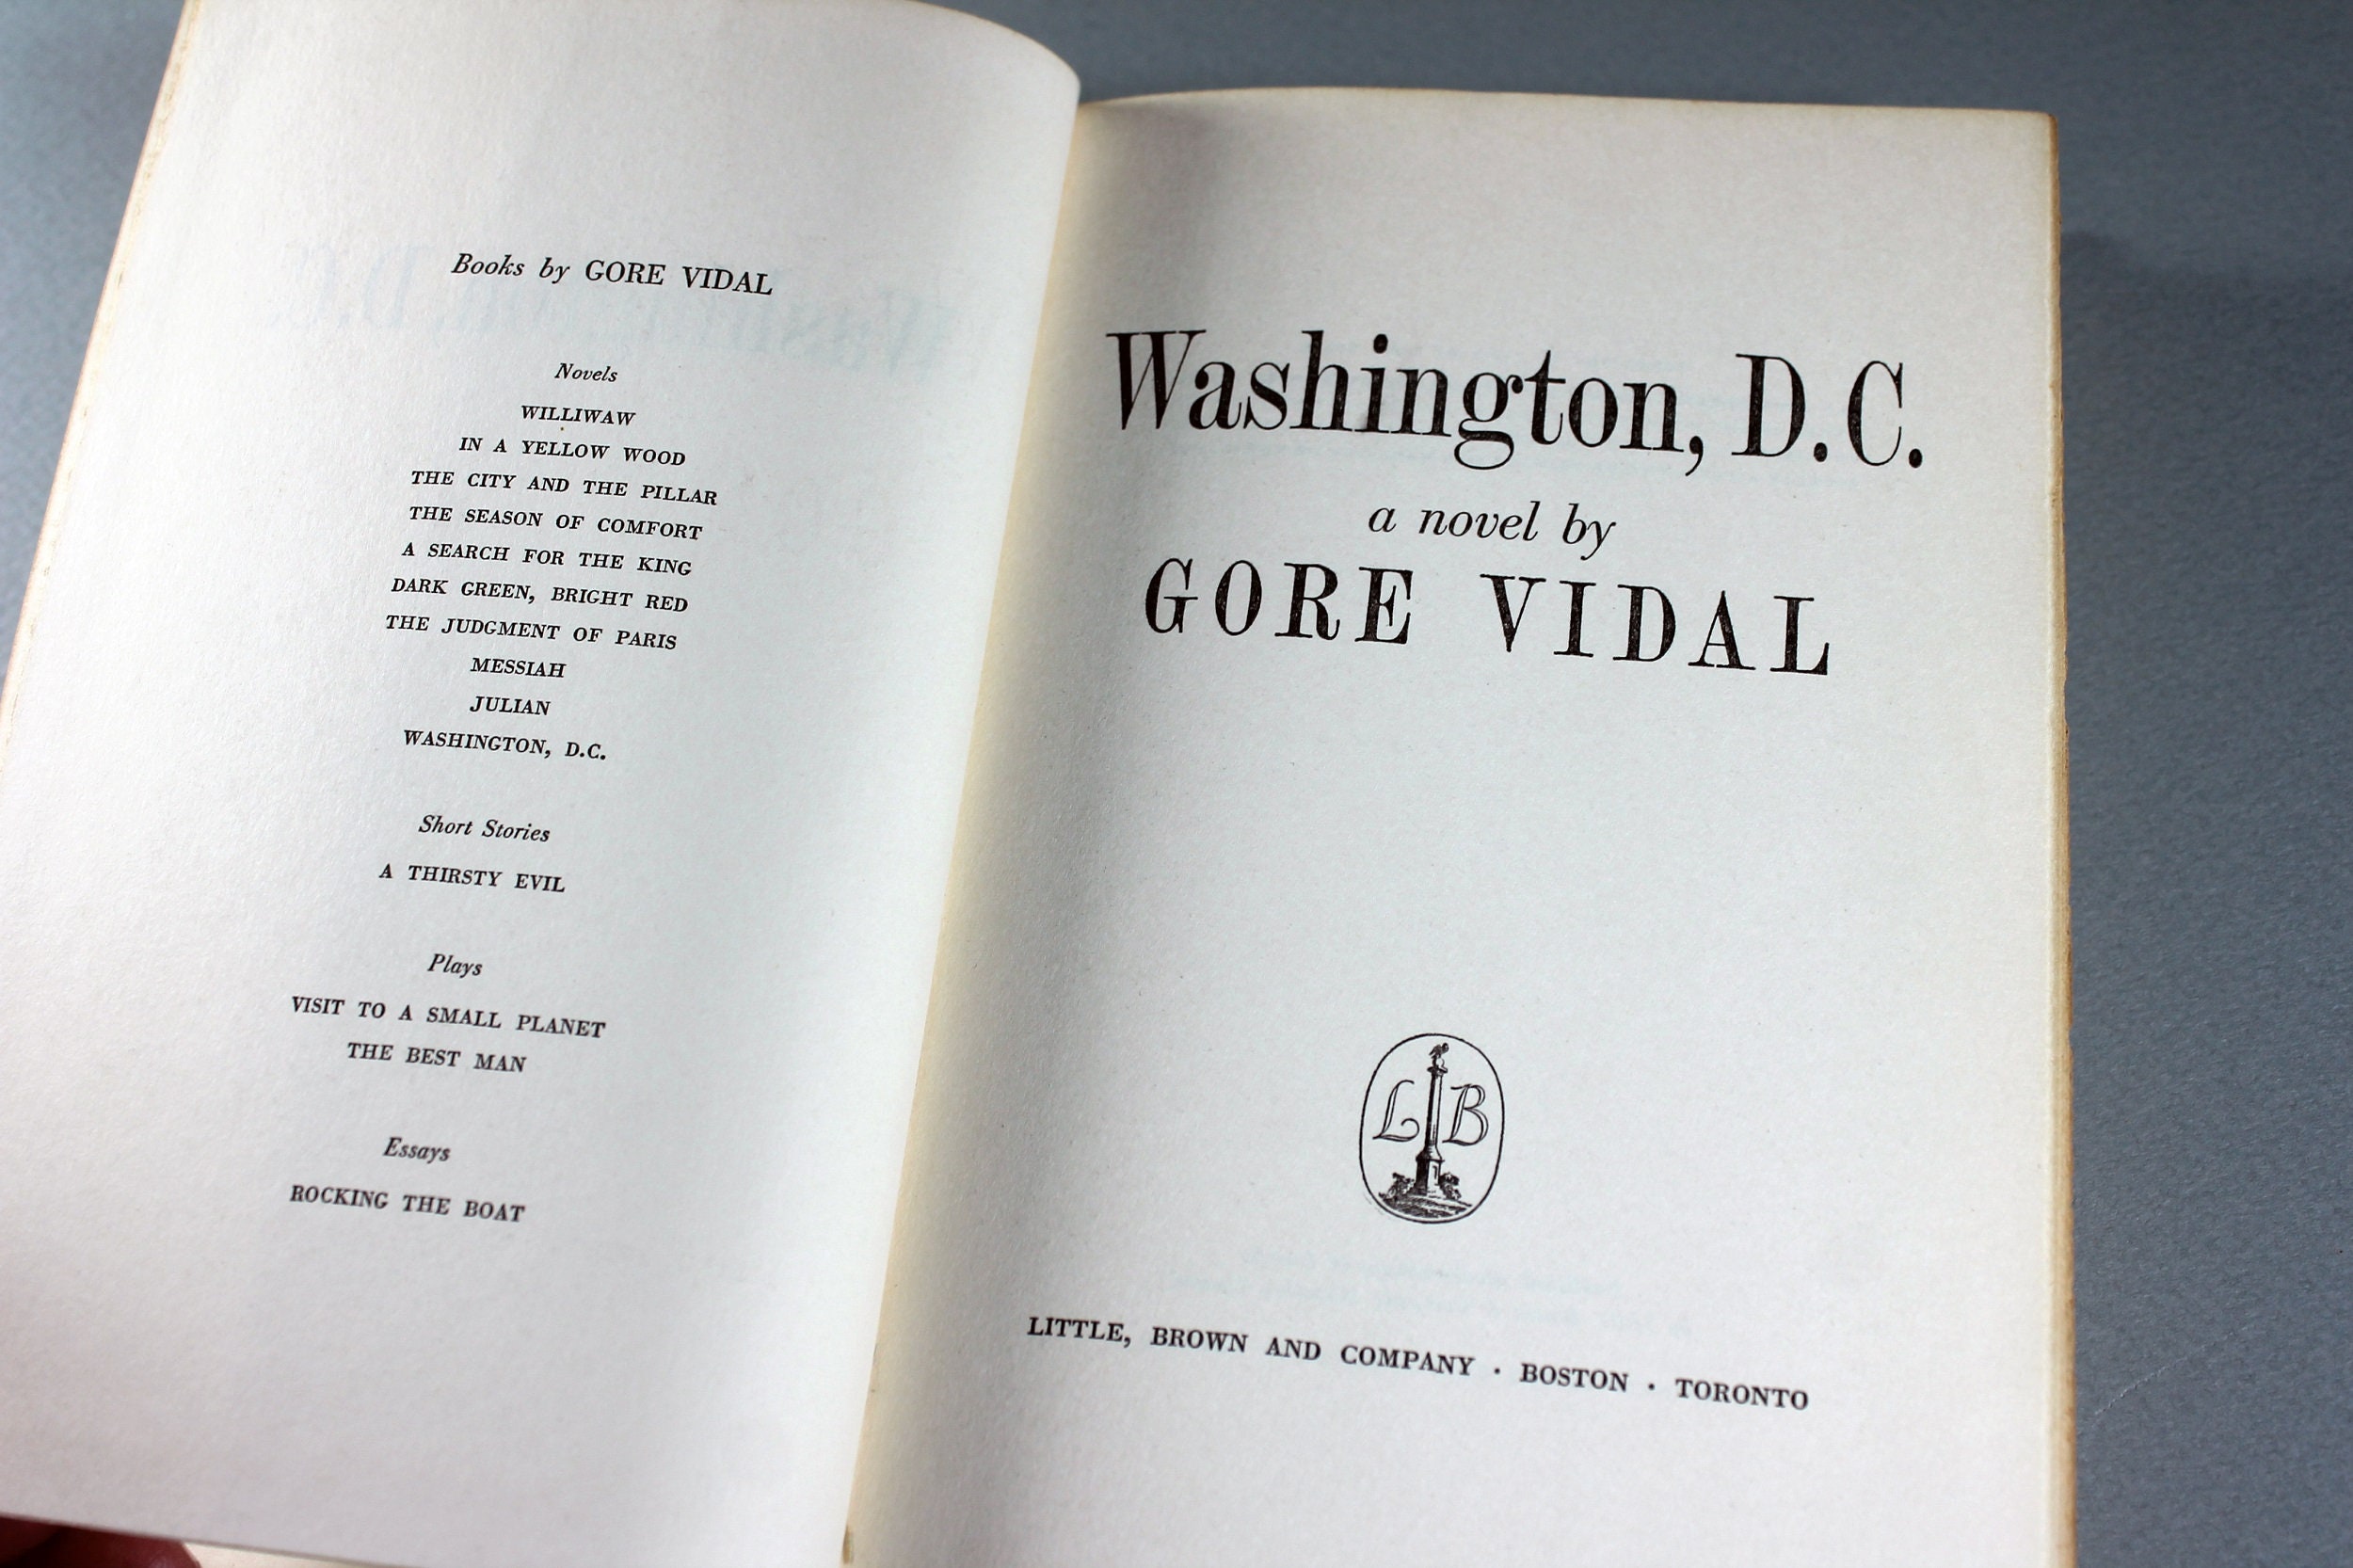 Books by GORE VIDAL
Novels
WILLIWAW
IN A YELLOW WOOD
THE CITY AND THE PILLAR
THE SEASON OF COMFORT
A SEARCH FOR THE KING
DARK GREEN, BRIGHT RED
THE JUDGMENT OF PARIS
MESSIAH
JULIAN
WASHINGTON, D.C.
Short Stories
A THIRSTY EVIL
Plays
VISIT TO A SMALL PLANET
THE BEST MAN
Essays
ROCKING THE BOAT
Washington, D.C.
a novel by
GORE VIDAL
L B
LITTLE, BROWN AND COMPANY · BOSTON · TORONTO